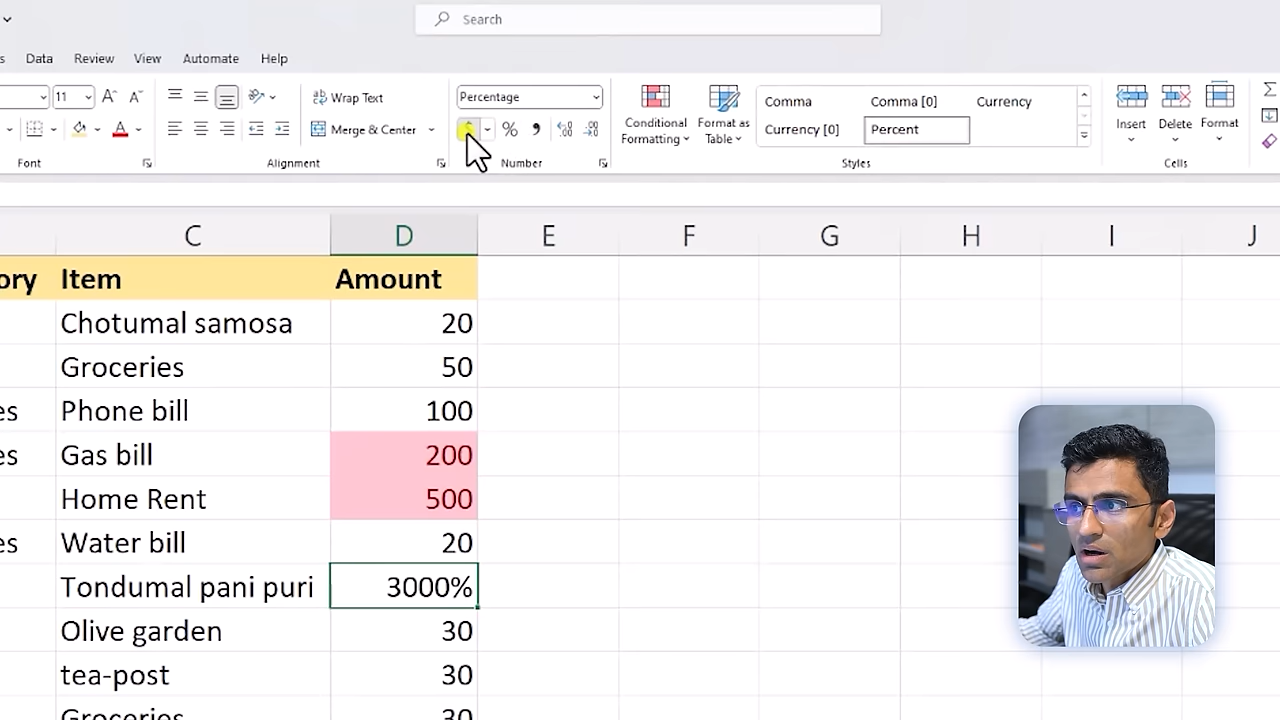 Search
s Data Review View Automate Help
11 A A ab Wrap Text Percentage Conditional Formatting Format as Table Comma Comma [0] Currency Insert Delete Format
A Merge & Center % Currency [0] Percent
Font Alignment Number Styles Cells
C D E F G H I J
ory Item Amount
Chotumal samosa 20
Groceries 50
es Phone bill 100
es Gas bill 200
Home Rent 500
es Water bill 20
Tondumal pani puri 3000%
Olive garden 30
tea-post 30
Groceries 30